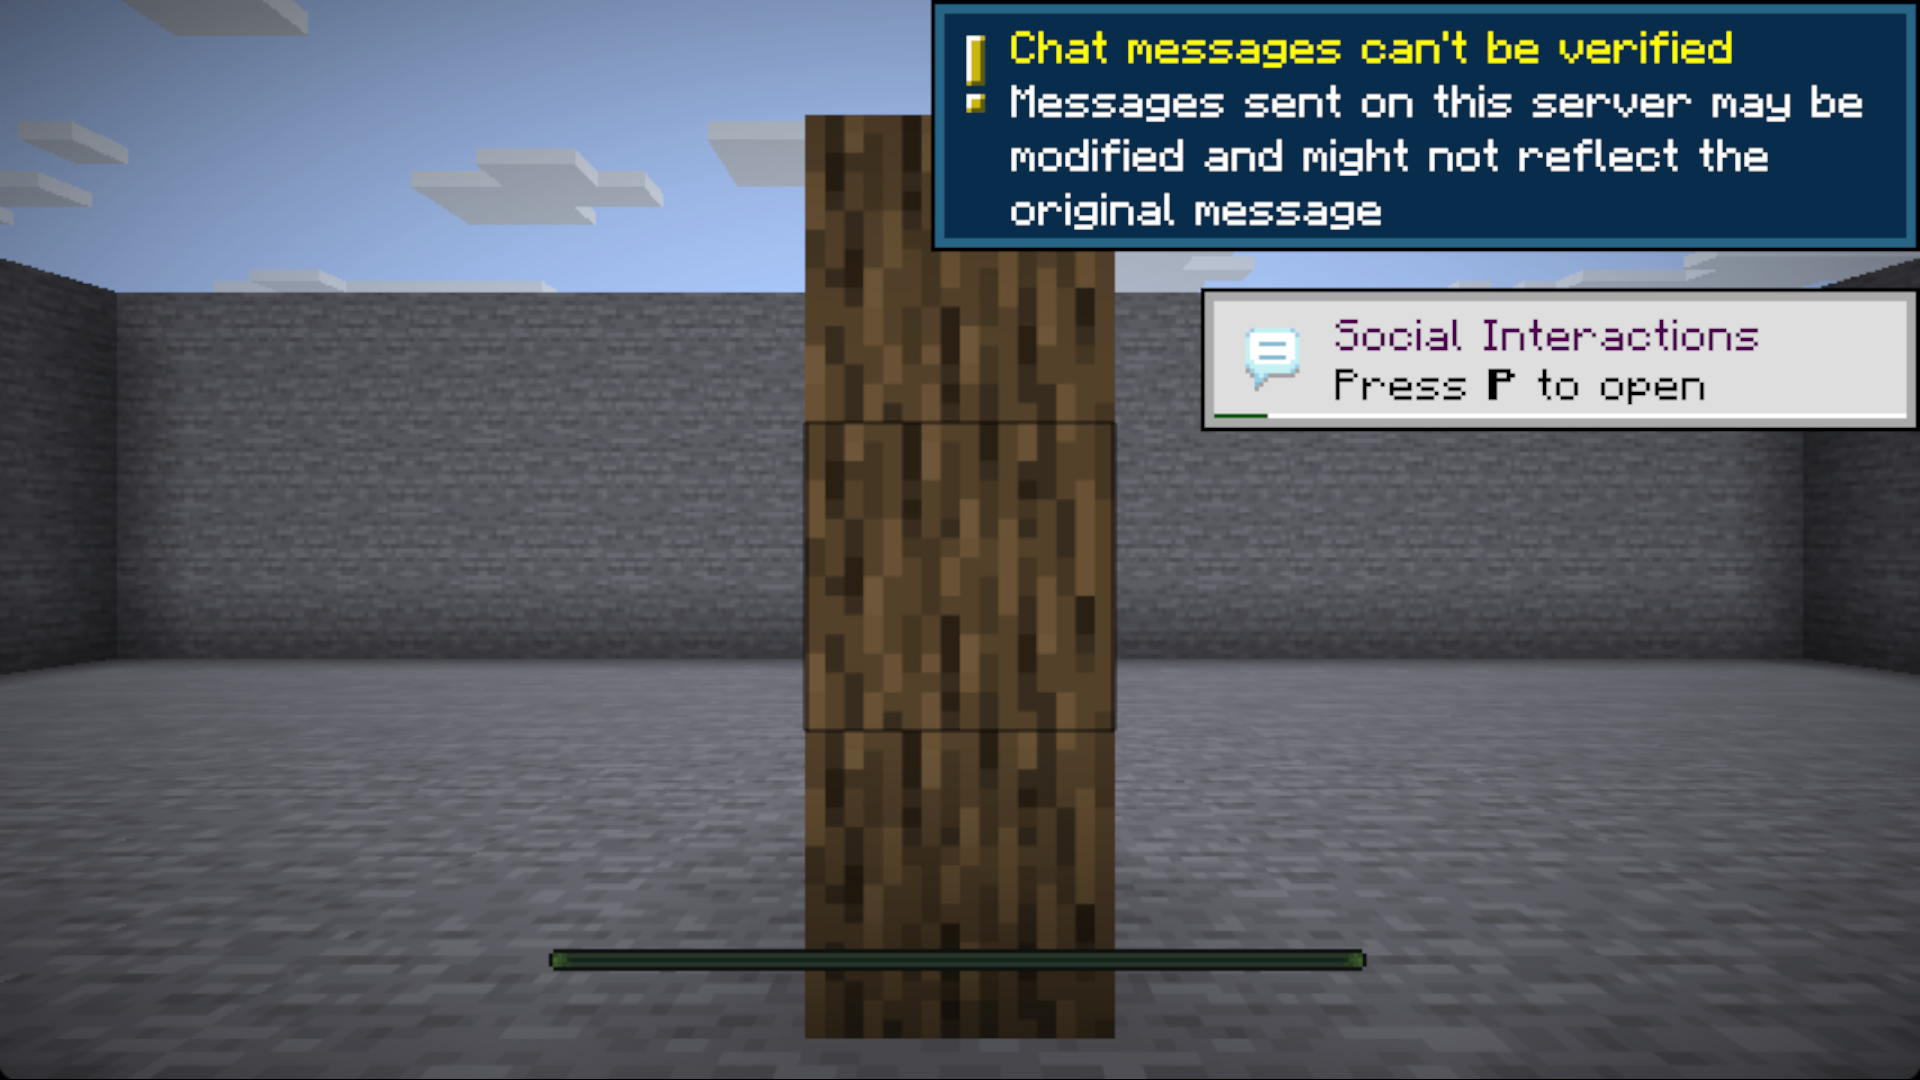 Chat messages can't be verified
Messages sent on this server may be
modified and might not reflect the
original message
Social Interactions
Press P to open